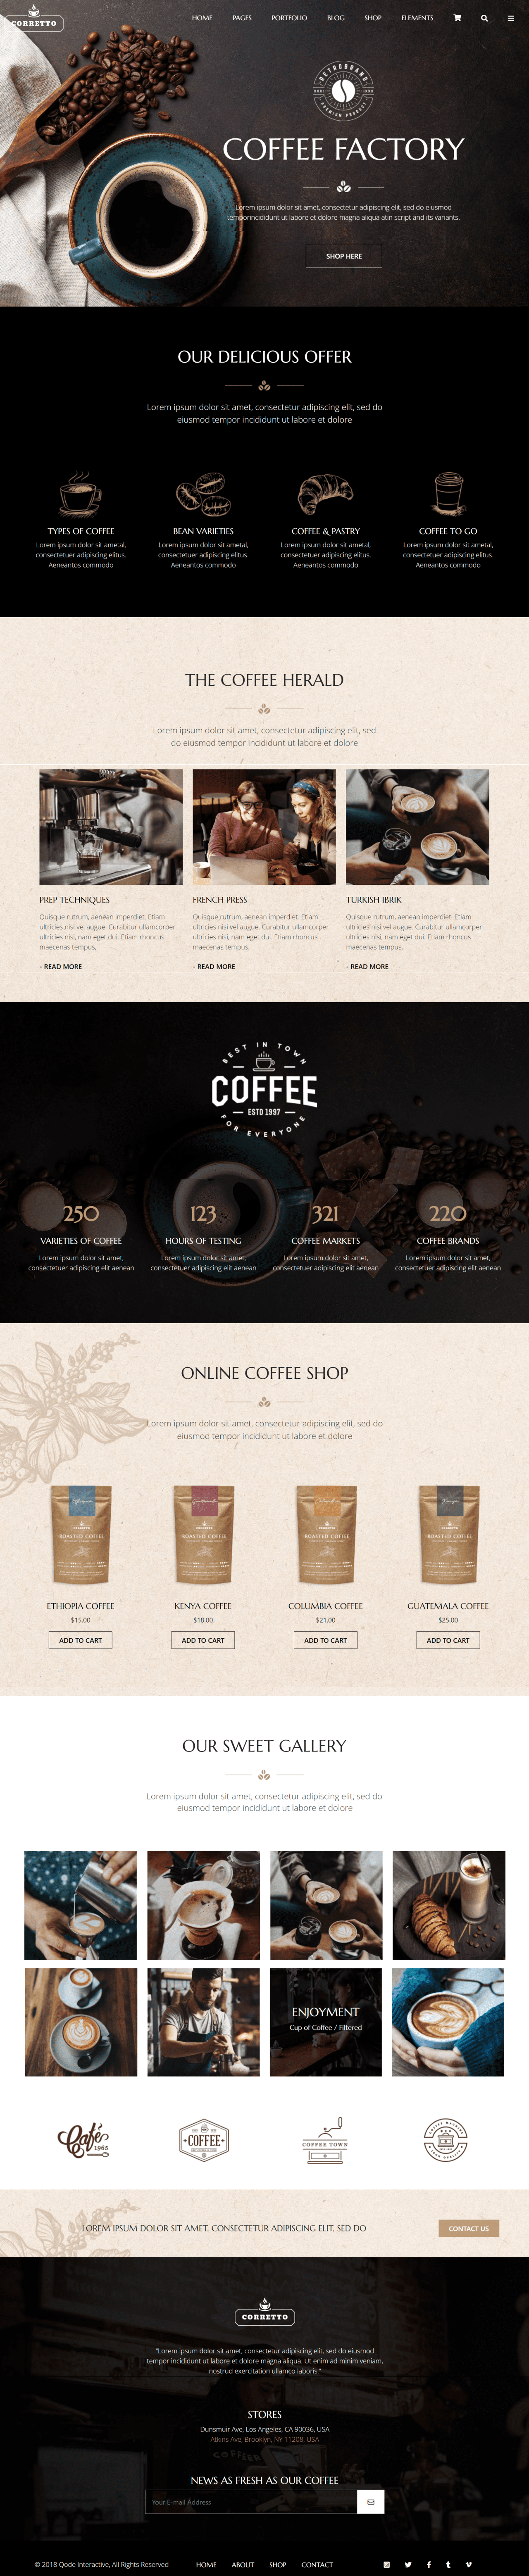 CORRETTO
HOME PAGES PORTFOLIO BLOG SHOP ELEMENTS
RETROBRAND
PREMIUM PRODUCT
COFFEE FACTORY
Lorem ipsum dolor sit amet, consectetur adipiscing elit, sed do eiusmod
temporincididunt ut labore et dolore magna aliqua atin script and its variants.
SHOP HERE
OUR DELICIOUS OFFER
Lorem ipsum dolor sit amet, consectetur adipiscing elit, sed do
eiusmod tempor incididunt ut labore et dolore
TYPES OF COFFEE
Lorem ipsum dolor sit ametal,
consectetuer adipiscing elitus.
Aeneantos commodo
BEAN VARIETIES
Lorem ipsum dolor sit ametal,
consectetuer adipiscing elitus.
Aeneantos commodo
COFFEE & PASTRY
Lorem ipsum dolor sit ametal,
consectetuer adipiscing elitus.
Aeneantos commodo
COFFEE TO GO
Lorem ipsum dolor sit ametal,
consectetuer adipiscing elitus.
Aeneantos commodo
THE COFFEE HERALD
Lorem ipsum dolor sit amet, consectetur adipiscing elit, sed
do eiusmod tempor incididunt ut labore et dolore
PREP TECHNIQUES
Quisque rutrum, aenean imperdiet. Etiam
ultricies nisi vel augue. Curabitur ullamcorper
ultricies nisi, nam eget dui. Etiam rhoncus
maecenas tempus,
- READ MORE
FRENCH PRESS
Quisque rutrum, aenean imperdiet. Etiam
ultricies nisi vel augue. Curabitur ullamcorper
ultricies nisi, nam eget dui. Etiam rhoncus
maecenas tempus,
- READ MORE
TURKISH IBRIK
Quisque rutrum, aenean imperdiet. Etiam
ultricies nisi vel augue. Curabitur ullamcorper
ultricies nisi, nam eget dui. Etiam rhoncus
maecenas tempus,
- READ MORE
BEST IN TOWN
COFFEE
ESTD 1997
FOR EVERYONE
250
VARIETIES OF COFFEE
Lorem ipsum dolor sit amet,
consectetuer adipiscing elit aenean
123
HOURS OF TESTING
Lorem ipsum dolor sit amet,
consectetuer adipiscing elit aenean
321
COFFEE MARKETS
Lorem ipsum dolor sit amet,
consectetuer adipiscing elit aenean
220
COFFEE BRANDS
Lorem ipsum dolor sit amet,
consectetuer adipiscing elit aenean
ONLINE COFFEE SHOP
Lorem ipsum dolor sit amet, consectetur adipiscing elit, sed do
eiusmod tempor incididunt ut labore et dolore
ROASTED COFFEE
ROASTED COFFEE
ROASTED COFFEE
ROASTED COFFEE
ETHIOPIA COFFEE
$15.00
ADD TO CART
KENYA COFFEE
$18.00
ADD TO CART
COLUMBIA COFFEE
$21.00
ADD TO CART
GUATEMALA COFFEE
$25.00
ADD TO CART
OUR SWEET GALLERY
Lorem ipsum dolor sit amet, consectetur adipiscing elit, sed do
eiusmod tempor incididunt ut labore et dolore
ENJOYMENT
Cup of Coffee / Filtered
Café
1965
COFFEE
COFFEE TOWN
LOREM IPSUM DOLOR SIT AMET, CONSECTETUR ADIPISCING ELIT, SED DO
CONTACT US
CORRETTO
"Lorem ipsum dolor sit amet, consectetur adipiscing elit, sed do eiusmod
tempor incididunt ut labore et dolore magna aliqua. Ut enim ad minim veniam,
nostrud exercitation ullamco laboris."
STORES
Dunsmuir Ave, Los Angeles, CA 90036, USA
Atkins Ave, Brooklyn, NY 11208, USA
NEWS AS FRESH AS OUR COFFEE
Your E-mail Address
© 2018 Qode Interactive, All Rights Reserved
HOME ABOUT SHOP CONTACT